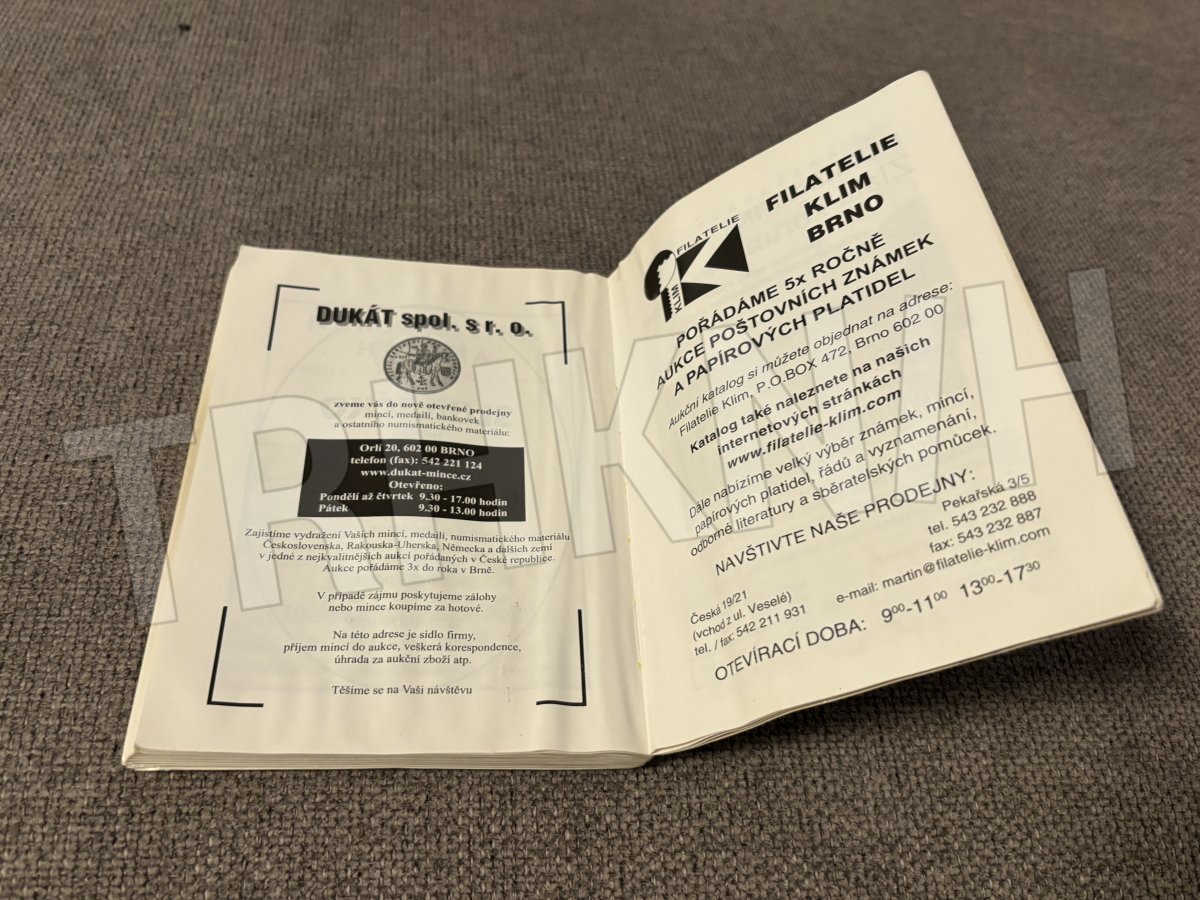 DUKÁT spol. s r. o.
zveme vás do nově otevřené prodejny
mincí, medailí, bankovek
a ostatního numismatického materiálu:
Orlí 20, 602 00 BRNO
telefon (fax): 542 221 124
www.dukat-mince.cz
Otevřeno:
Pondělí až čtvrtek 9.30 - 17.00 hodin
Pátek 9.30 - 13.00 hodin
Zajistíme vydražení Vašich mincí, medailí, numismatického materiálu
Československa, Rakouska-Uherska, Německa a dalších zemí
v jedné z nejkvalitnějších aukcí pořádaných v České republice.
Aukce pořádáme 3x do roka v Brně.
V případě zájmu poskytujeme zálohy
nebo mince koupíme za hotové.
Na této adrese je sídlo firmy,
příjem mincí do aukce, veškerá korespondence,
úhrada za aukční zboží atp.
Těšíme se na Vaši návštěvu
FILATELIE
KLIM
FILATELIE
KLIM
BRNO
POŘÁDÁME 5x ROČNĚ
AUKCE POŠTOVNÍCH ZNÁMEK
A PAPÍROVÝCH PLATIDEL
Aukční katalog si můžete objednat na adrese:
Filatelie Klim, P.O.BOX 472, Brno 602 00
Katalog také naleznete na našich
internetových stránkách
www.filatelie-klim.com
Dále nabízíme velký výběr známek, mincí,
papírových platidel, řádů a vyznamenání,
odborné literatury a sběratelských pomůcek.
NAVŠTIVTE NAŠE PRODEJNY:
Pekařská 3/5
tel. 543 232 888
fax: 543 232 887
e-mail: martin@filatelie-klim.com
Česká 19/21
(vchod z ul. Veselé)
tel. / fax: 542 211 931
OTEVÍRACÍ DOBA: 9⁰⁰-11⁰⁰ 13⁰⁰-17³⁰